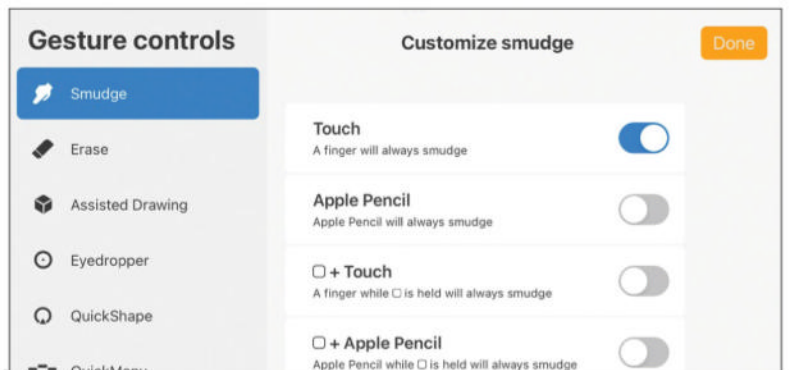 Gesture controls
Customize smudge
Done
Smudge
Erase
Assisted Drawing
Eyedropper
QuickShape
QuickMenu
Touch
A finger will always smudge
Apple Pencil
Apple Pencil will always smudge
▢ + Touch
A finger while ▢ is held will always smudge
▢ + Apple Pencil
Apple Pencil while ▢ is held will always smudge